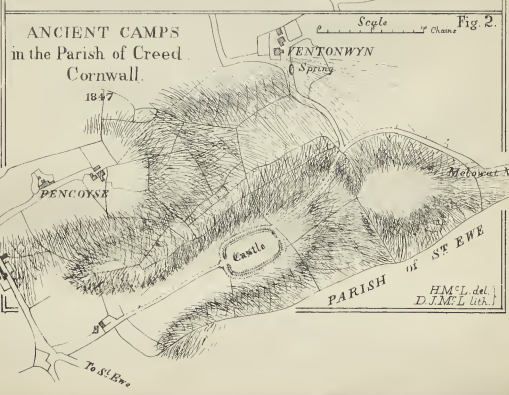 ANCIENT CAMPS
in the Parish of Creed
Cornwall.
1847
Scale
Chains
Fig. 2.
VENTONWYN
Spring
PENCOYSE
Castle
PARISH of ST. EWE
H. McL. del.
D. J. McL lith.
To St. Ewe